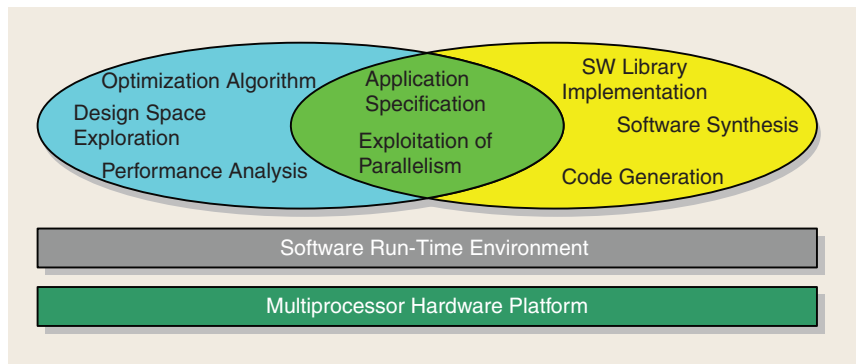 Optimization Algorithm
Design Space
Exploration
Performance Analysis
Application
Specification
Exploitation of
Parallelism
SW Library
Implementation
Software Synthesis
Code Generation
Software Run-Time Environment
Multiprocessor Hardware Platform